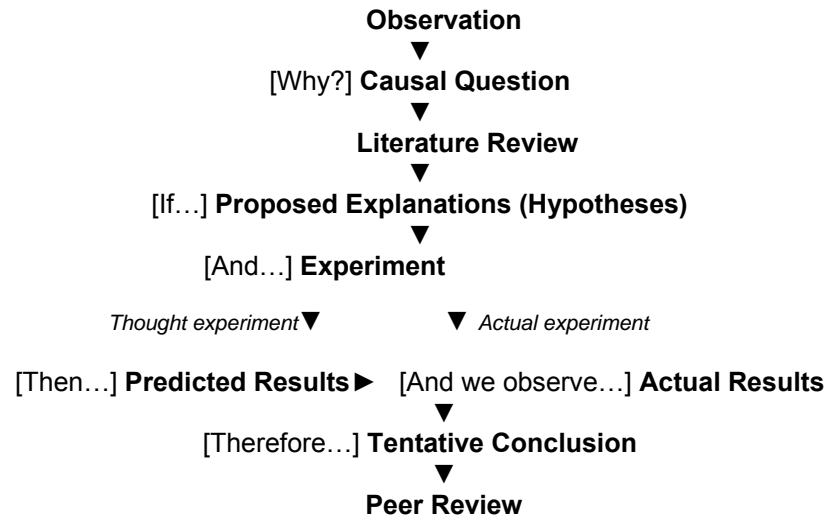 Observation
▼
[Why?] Causal Question
▼
Literature Review
▼
[If…] Proposed Explanations (Hypotheses)
▼
[And…] Experiment
Thought experiment▼ ▼ Actual experiment
[Then…] Predicted Results► [And we observe…] Actual Results
▼
[Therefore…] Tentative Conclusion
▼
Peer Review